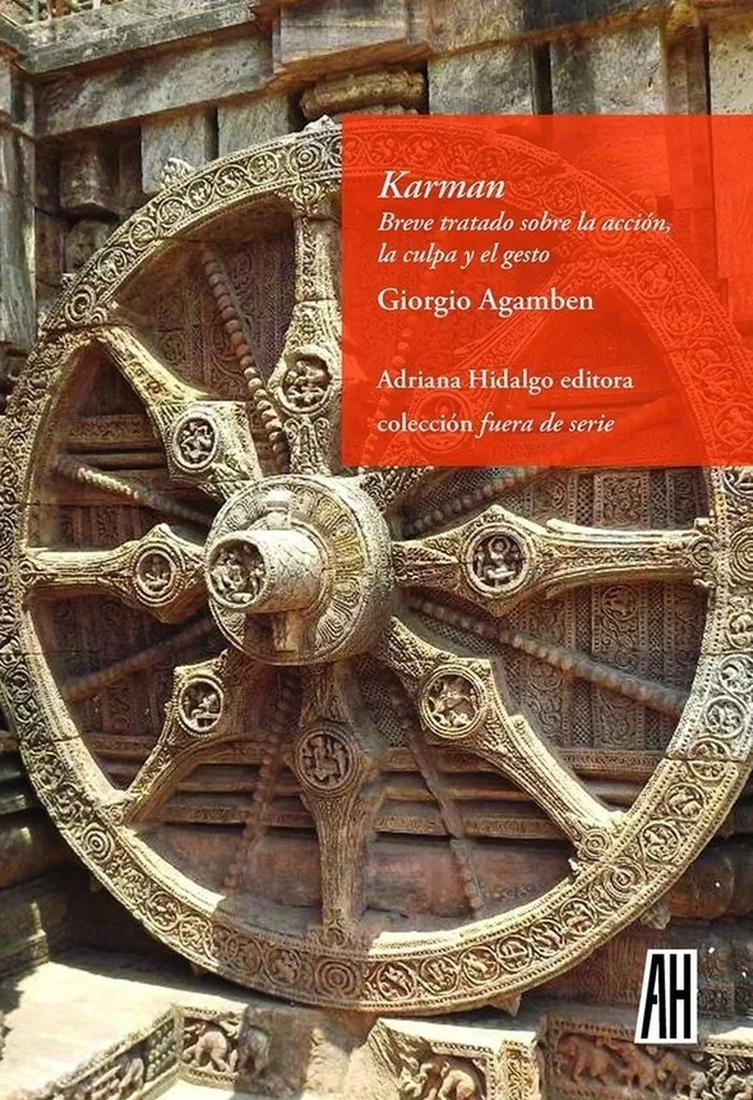 Karman
Breve tratado sobre la acción,
la culpa y el gesto
Giorgio Agamben
Adriana Hidalgo editora
colección fuera de serie
AH